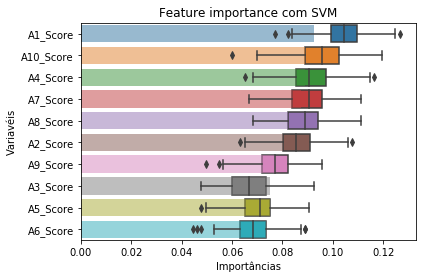 Feature importance com SVM
Variavéis
A1_Score
A10_Score
A4_Score
A7_Score
A8_Score
A2_Score
A9_Score
A3_Score
A5_Score
A6_Score
0.00 0.02 0.04 0.06 0.08 0.10 0.12
Importâncias